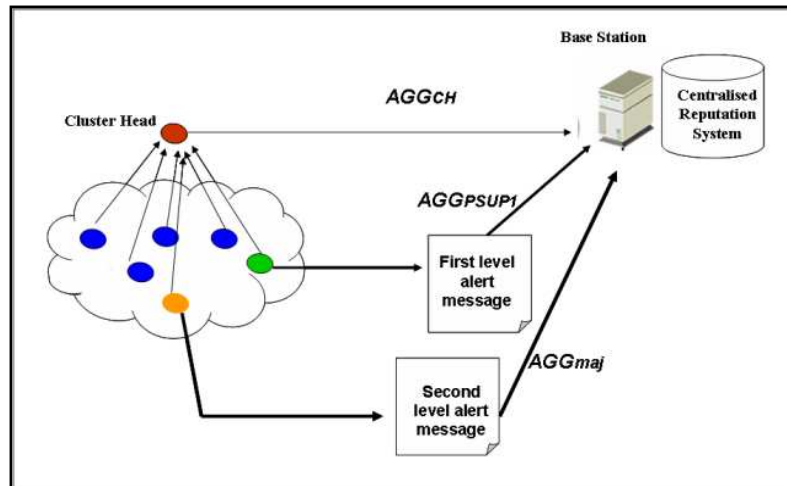 Base Station
AGGCH
Centralised
Reputation
System
Cluster Head
AGGPSUP1
First level
alert
message
AGGmaj
Second
level alert
message